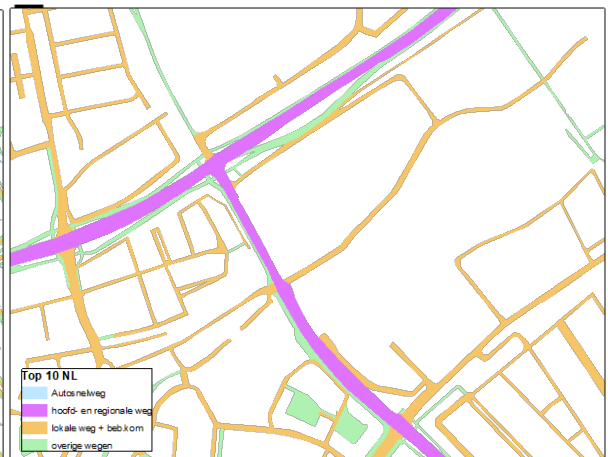 Top 10 NL
Autosnelweg
hoofd- en regionale weg
lokale weg + beb.kom
overige wegen